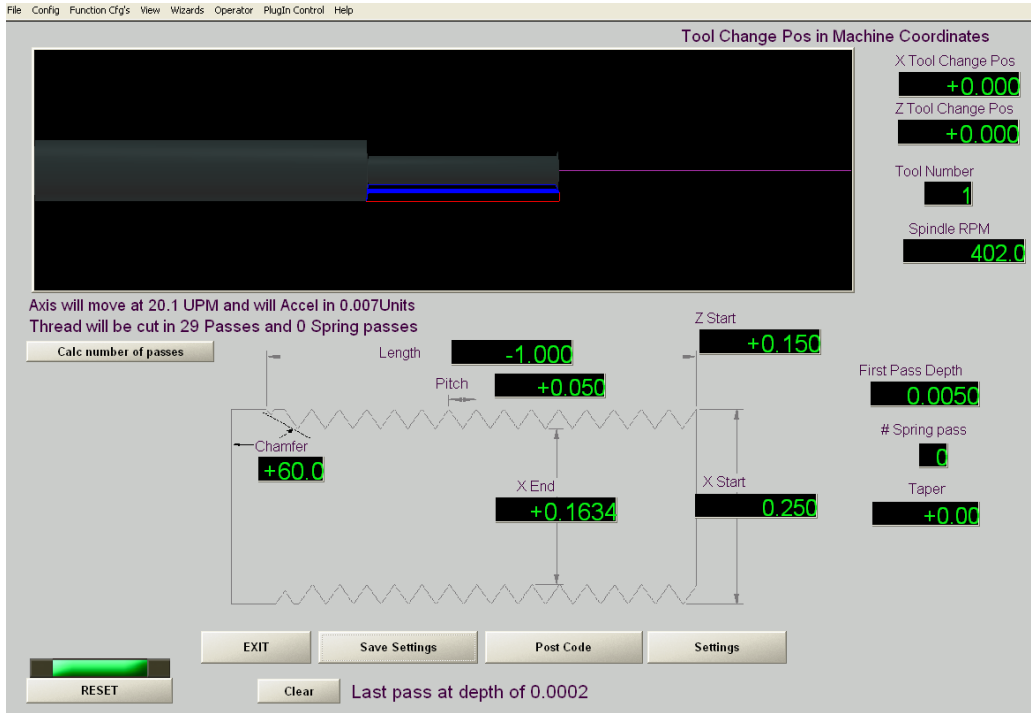 File Config Function Cfg's View Wizards Operator PlugIn Control Help
Tool Change Pos in Machine Coordinates
X Tool Change Pos
+0.000
Z Tool Change Pos
+0.000
Tool Number
1
Spindle RPM
402.0
Axis will move at 20.1 UPM and will Accel in 0.007Units
Thread will be cut in 29 Passes and 0 Spring passes
Calc number of passes
Length
-1.000
Z Start
+0.150
Pitch
+0.050
First Pass Depth
0.0050
# Spring pass
0
Chamfer
+60.0
X End
+0.1634
X Start
0.250
Taper
+0.00
EXIT Save Settings Post Code Settings
RESET
Clear
Last pass at depth of 0.0002